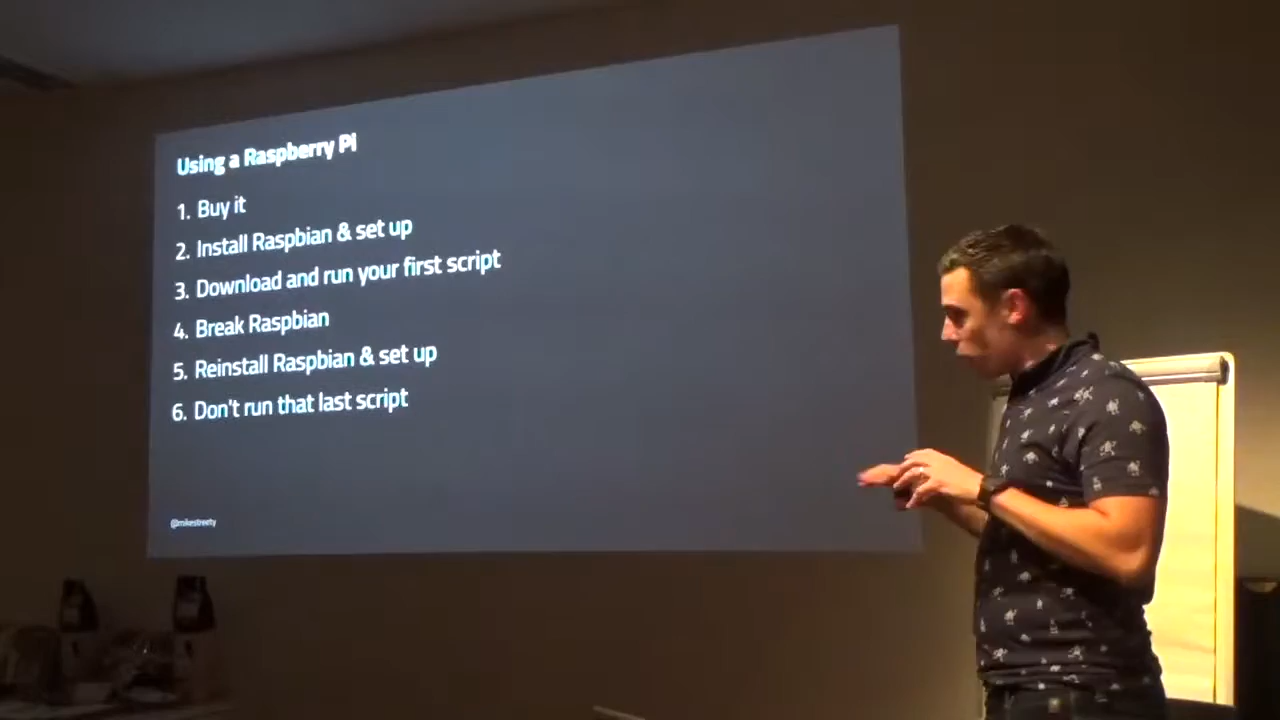 Using a Raspberry Pi
1. Buy it
2. Install Raspbian & set up
3. Download and run your first script
4. Break Raspbian
5. Reinstall Raspbian & set up
6. Don't run that last script
@mikestreety